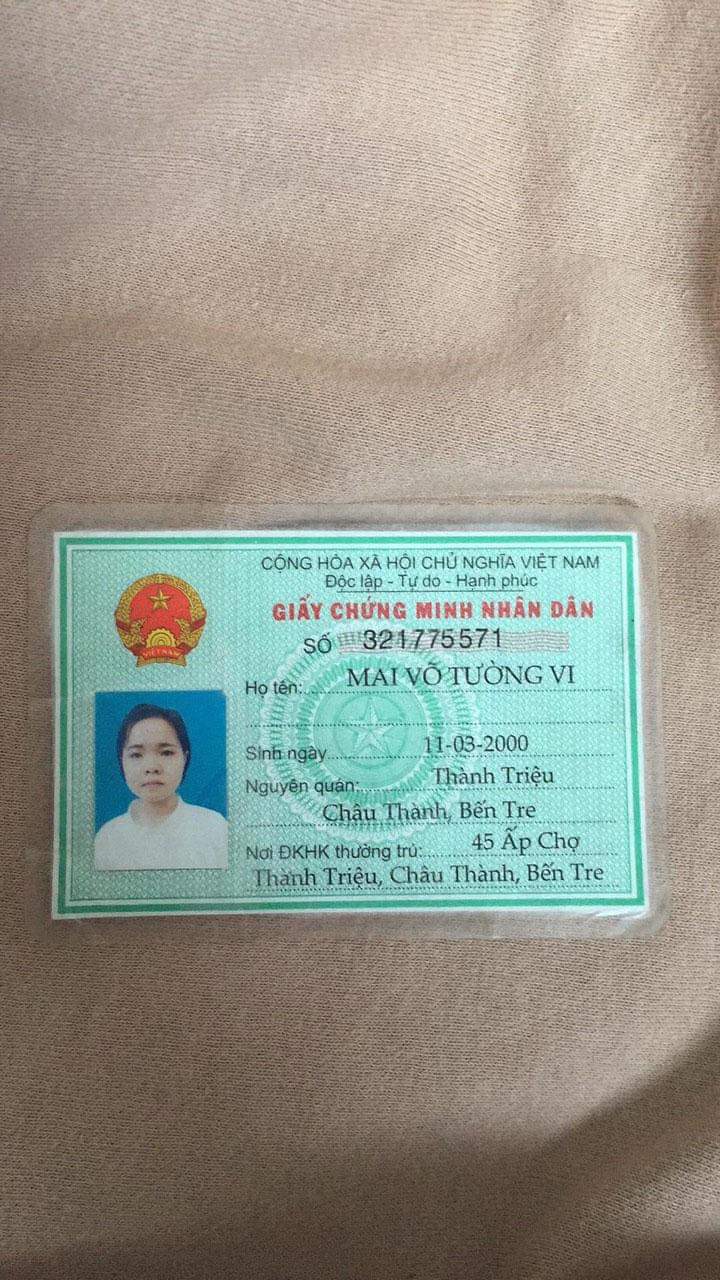 CỘNG HÒA XÃ HỘI CHỦ NGHĨA VIỆT NAM
Độc lập - Tự do - Hạnh phúc
GIẤY CHỨNG MINH NHÂN DÂN
SỐ 321775571
Họ tên: MAI VÕ TƯỜNG VI
Sinh ngày 11-03-2000
Nguyên quán: Thành Triệu
Châu Thành, Bến Tre
Nơi ĐKHK thường trú: 45 Ấp Chợ
Thành Triệu, Châu Thành, Bến Tre
VIỆT NAM